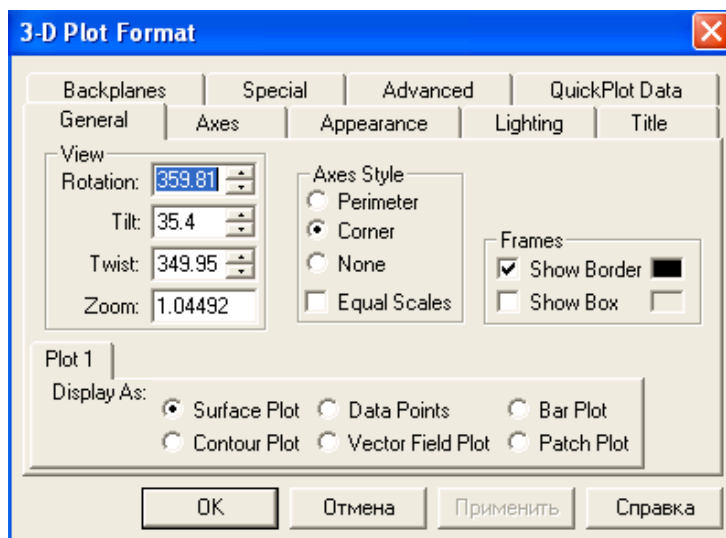 3-D Plot Format
Backplanes Special Advanced QuickPlot Data
General Axes Appearance Lighting Title
View
Rotation: 359.81
Tilt: 35.4
Twist: 349.95
Zoom: 1.04492
Axes Style
Perimeter
Corner
None
Equal Scales
Frames
Show Border
Show Box
Plot 1
Display As:
Surface Plot Data Points Bar Plot
Contour Plot Vector Field Plot Patch Plot
OK Отмена Применить Справка